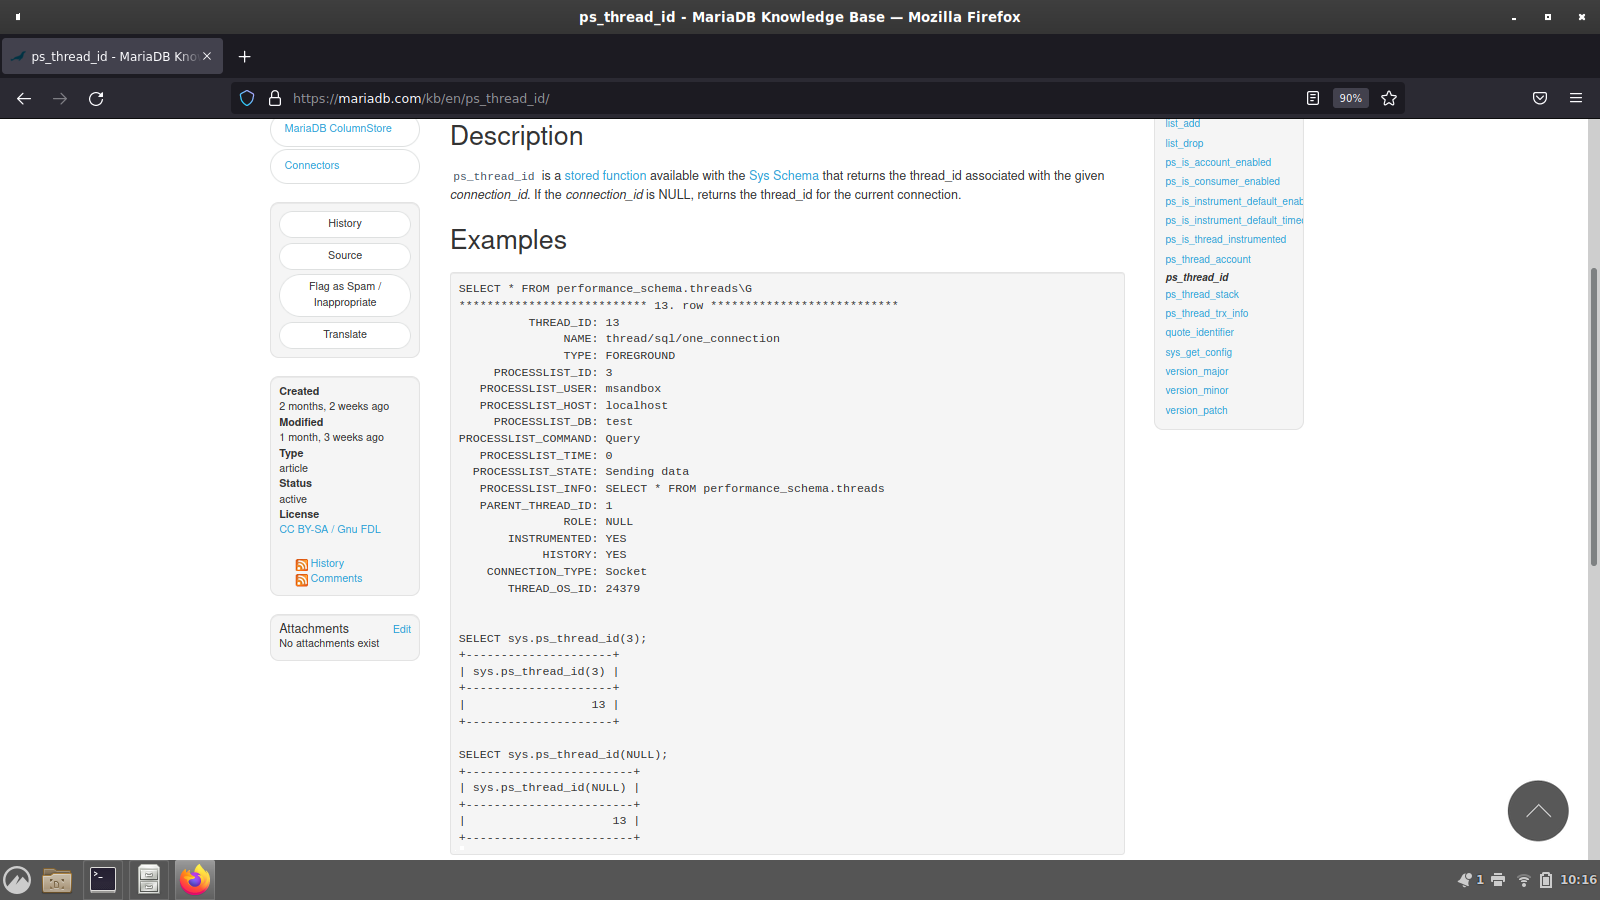 ps_thread_id - MariaDB Knowledge Base — Mozilla Firefox
ps_thread_id - MariaDB Kno
https://mariadb.com/kb/en/ps_thread_id/
90%
MariaDB ColumnStore
Connectors
History
Source
Flag as Spam /
Inappropriate
Translate
Created
2 months, 2 weeks ago
Modified
1 month, 3 weeks ago
Type
article
Status
active
License
CC BY-SA / Gnu FDL
History
Comments
Attachments Edit
No attachments exist
Description
ps_thread_id is a stored function available with the Sys Schema that returns the thread_id associated with the given
connection_id. If the connection_id is NULL, returns the thread_id for the current connection.
Examples
SELECT * FROM performance_schema.threads\G
*************************** 13. row ***************************
          THREAD_ID: 13
               NAME: thread/sql/one_connection
               TYPE: FOREGROUND
     PROCESSLIST_ID: 3
   PROCESSLIST_USER: msandbox
   PROCESSLIST_HOST: localhost
     PROCESSLIST_DB: test
PROCESSLIST_COMMAND: Query
   PROCESSLIST_TIME: 0
  PROCESSLIST_STATE: Sending data
   PROCESSLIST_INFO: SELECT * FROM performance_schema.threads
   PARENT_THREAD_ID: 1
               ROLE: NULL
       INSTRUMENTED: YES
            HISTORY: YES
    CONNECTION_TYPE: Socket
       THREAD_OS_ID: 24379
SELECT sys.ps_thread_id(3);
+---------------------+
| sys.ps_thread_id(3) |
+---------------------+
|                  13 |
+---------------------+
SELECT sys.ps_thread_id(NULL);
+------------------------+
| sys.ps_thread_id(NULL) |
+------------------------+
|                     13 |
+------------------------+
list_add
list_drop
ps_is_account_enabled
ps_is_consumer_enabled
ps_is_instrument_default_enab
ps_is_instrument_default_timed
ps_is_thread_instrumented
ps_thread_account
ps_thread_id
ps_thread_stack
ps_thread_trx_info
quote_identifier
sys_get_config
version_major
version_minor
version_patch
1
10:16